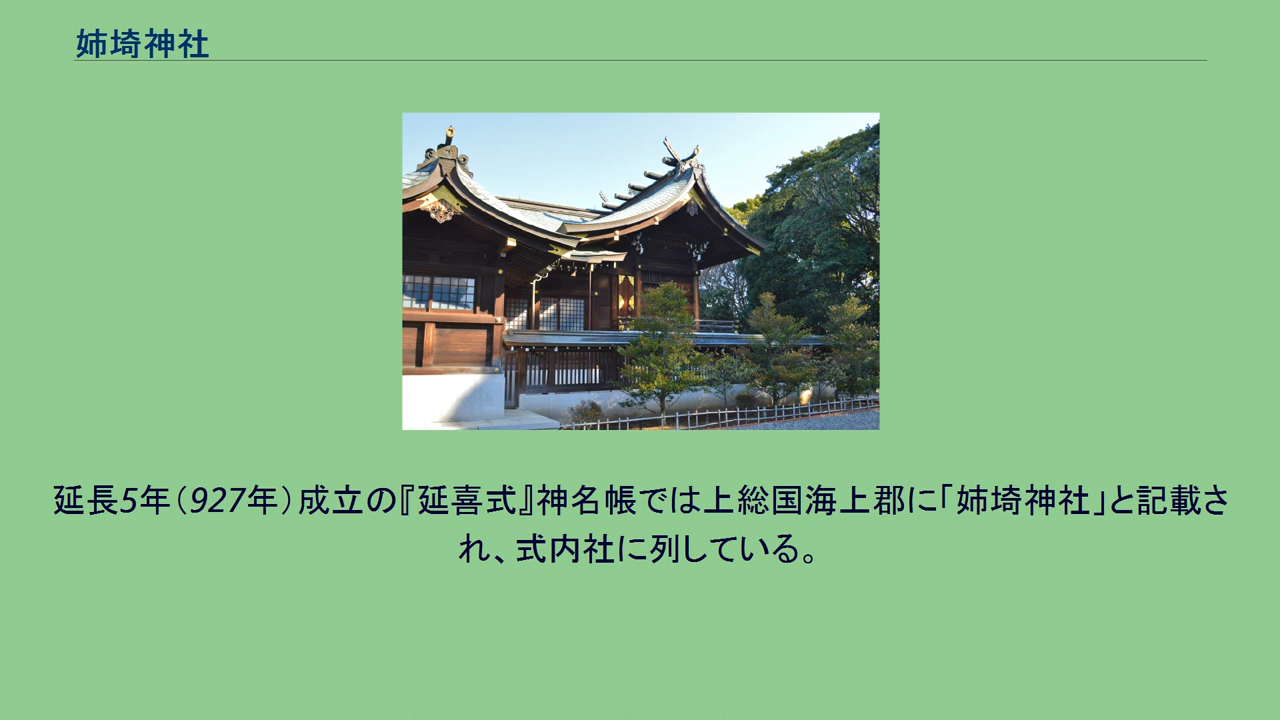 姉埼神社
延長5年（927年）成立の『延喜式』神名帳では上総国海上郡に「姉埼神社」と記載さ
れ、式内社に列している。